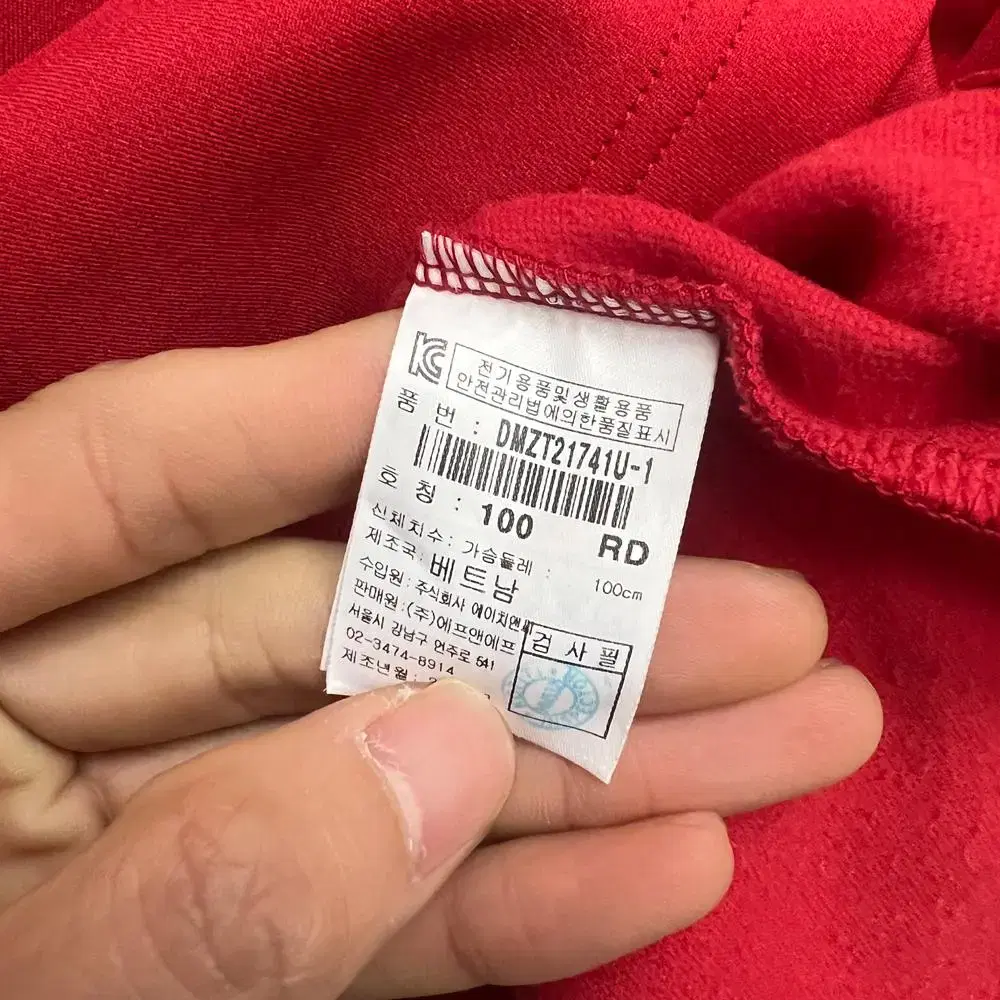 KC
전기용품및생활용품
안전관리법에의한품질표시
품 번 : DMZT21741U-1
호 칭 : 100 RD
신체치수 : 가슴둘레 : 100cm
제조국 : 베트남
수입원 : 주식회사 에이치앤씨
판매원 : (주)에프앤에프
서울시 강남구 언주로 541
02-3474-8914
제조년월 :
검 사 필